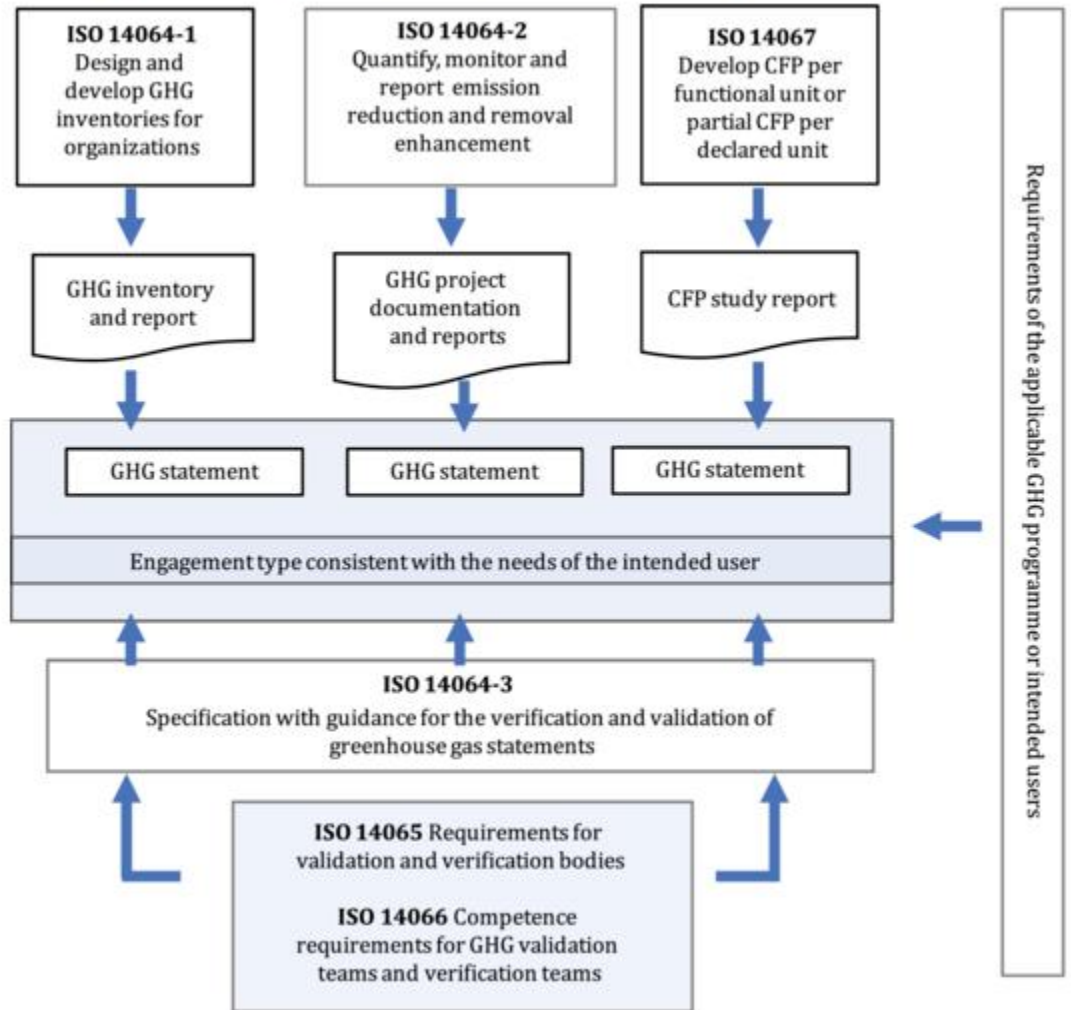 ISO 14064-1
Design and
develop GHG
inventories for
organizations
ISO 14064-2
Quantify, monitor and
report emission
reduction and removal
enhancement
ISO 14067
Develop CFP per
functional unit or
partial CFP per
declared unit
GHG inventory
and report
GHG project
documentation
and reports
CFP study report
GHG statement
GHG statement
GHG statement
Engagement type consistent with the needs of the intended user
ISO 14064-3
Specification with guidance for the verification and validation of
greenhouse gas statements
ISO 14065 Requirements for
validation and verification bodies
ISO 14066 Competence
requirements for GHG validation
teams and verification teams
Requirements of the applicable GHG programme or intended users